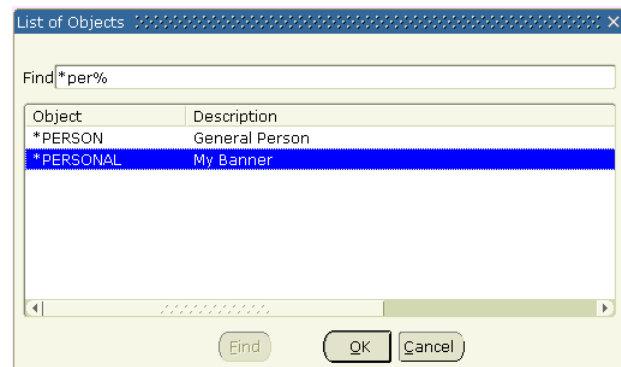 List of Objects
Find *per%
Object Description
*PERSON General Person
*PERSONAL My Banner
Find OK Cancel